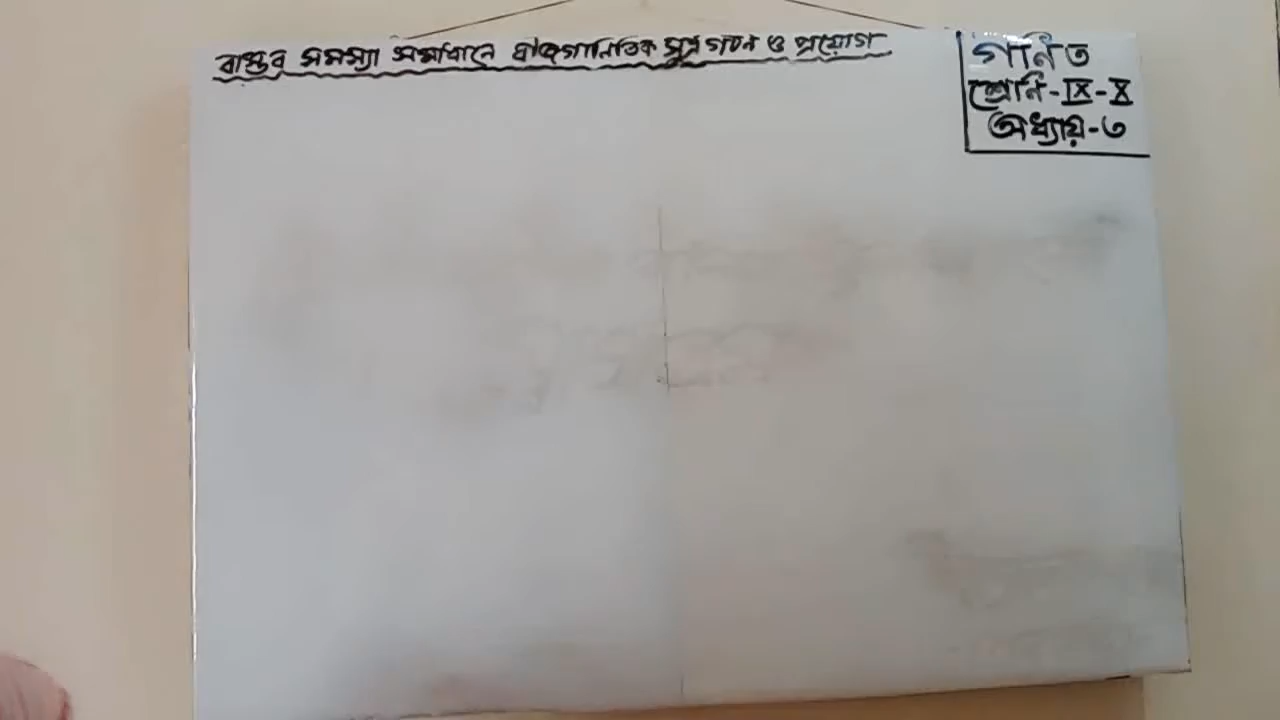 বাস্তব সমস্যা সমাধানে বীজগাণিতিক সূত্র গঠন ও প্রয়োগ
গণিত
শ্রেণি-IX-X
অধ্যায়-৩